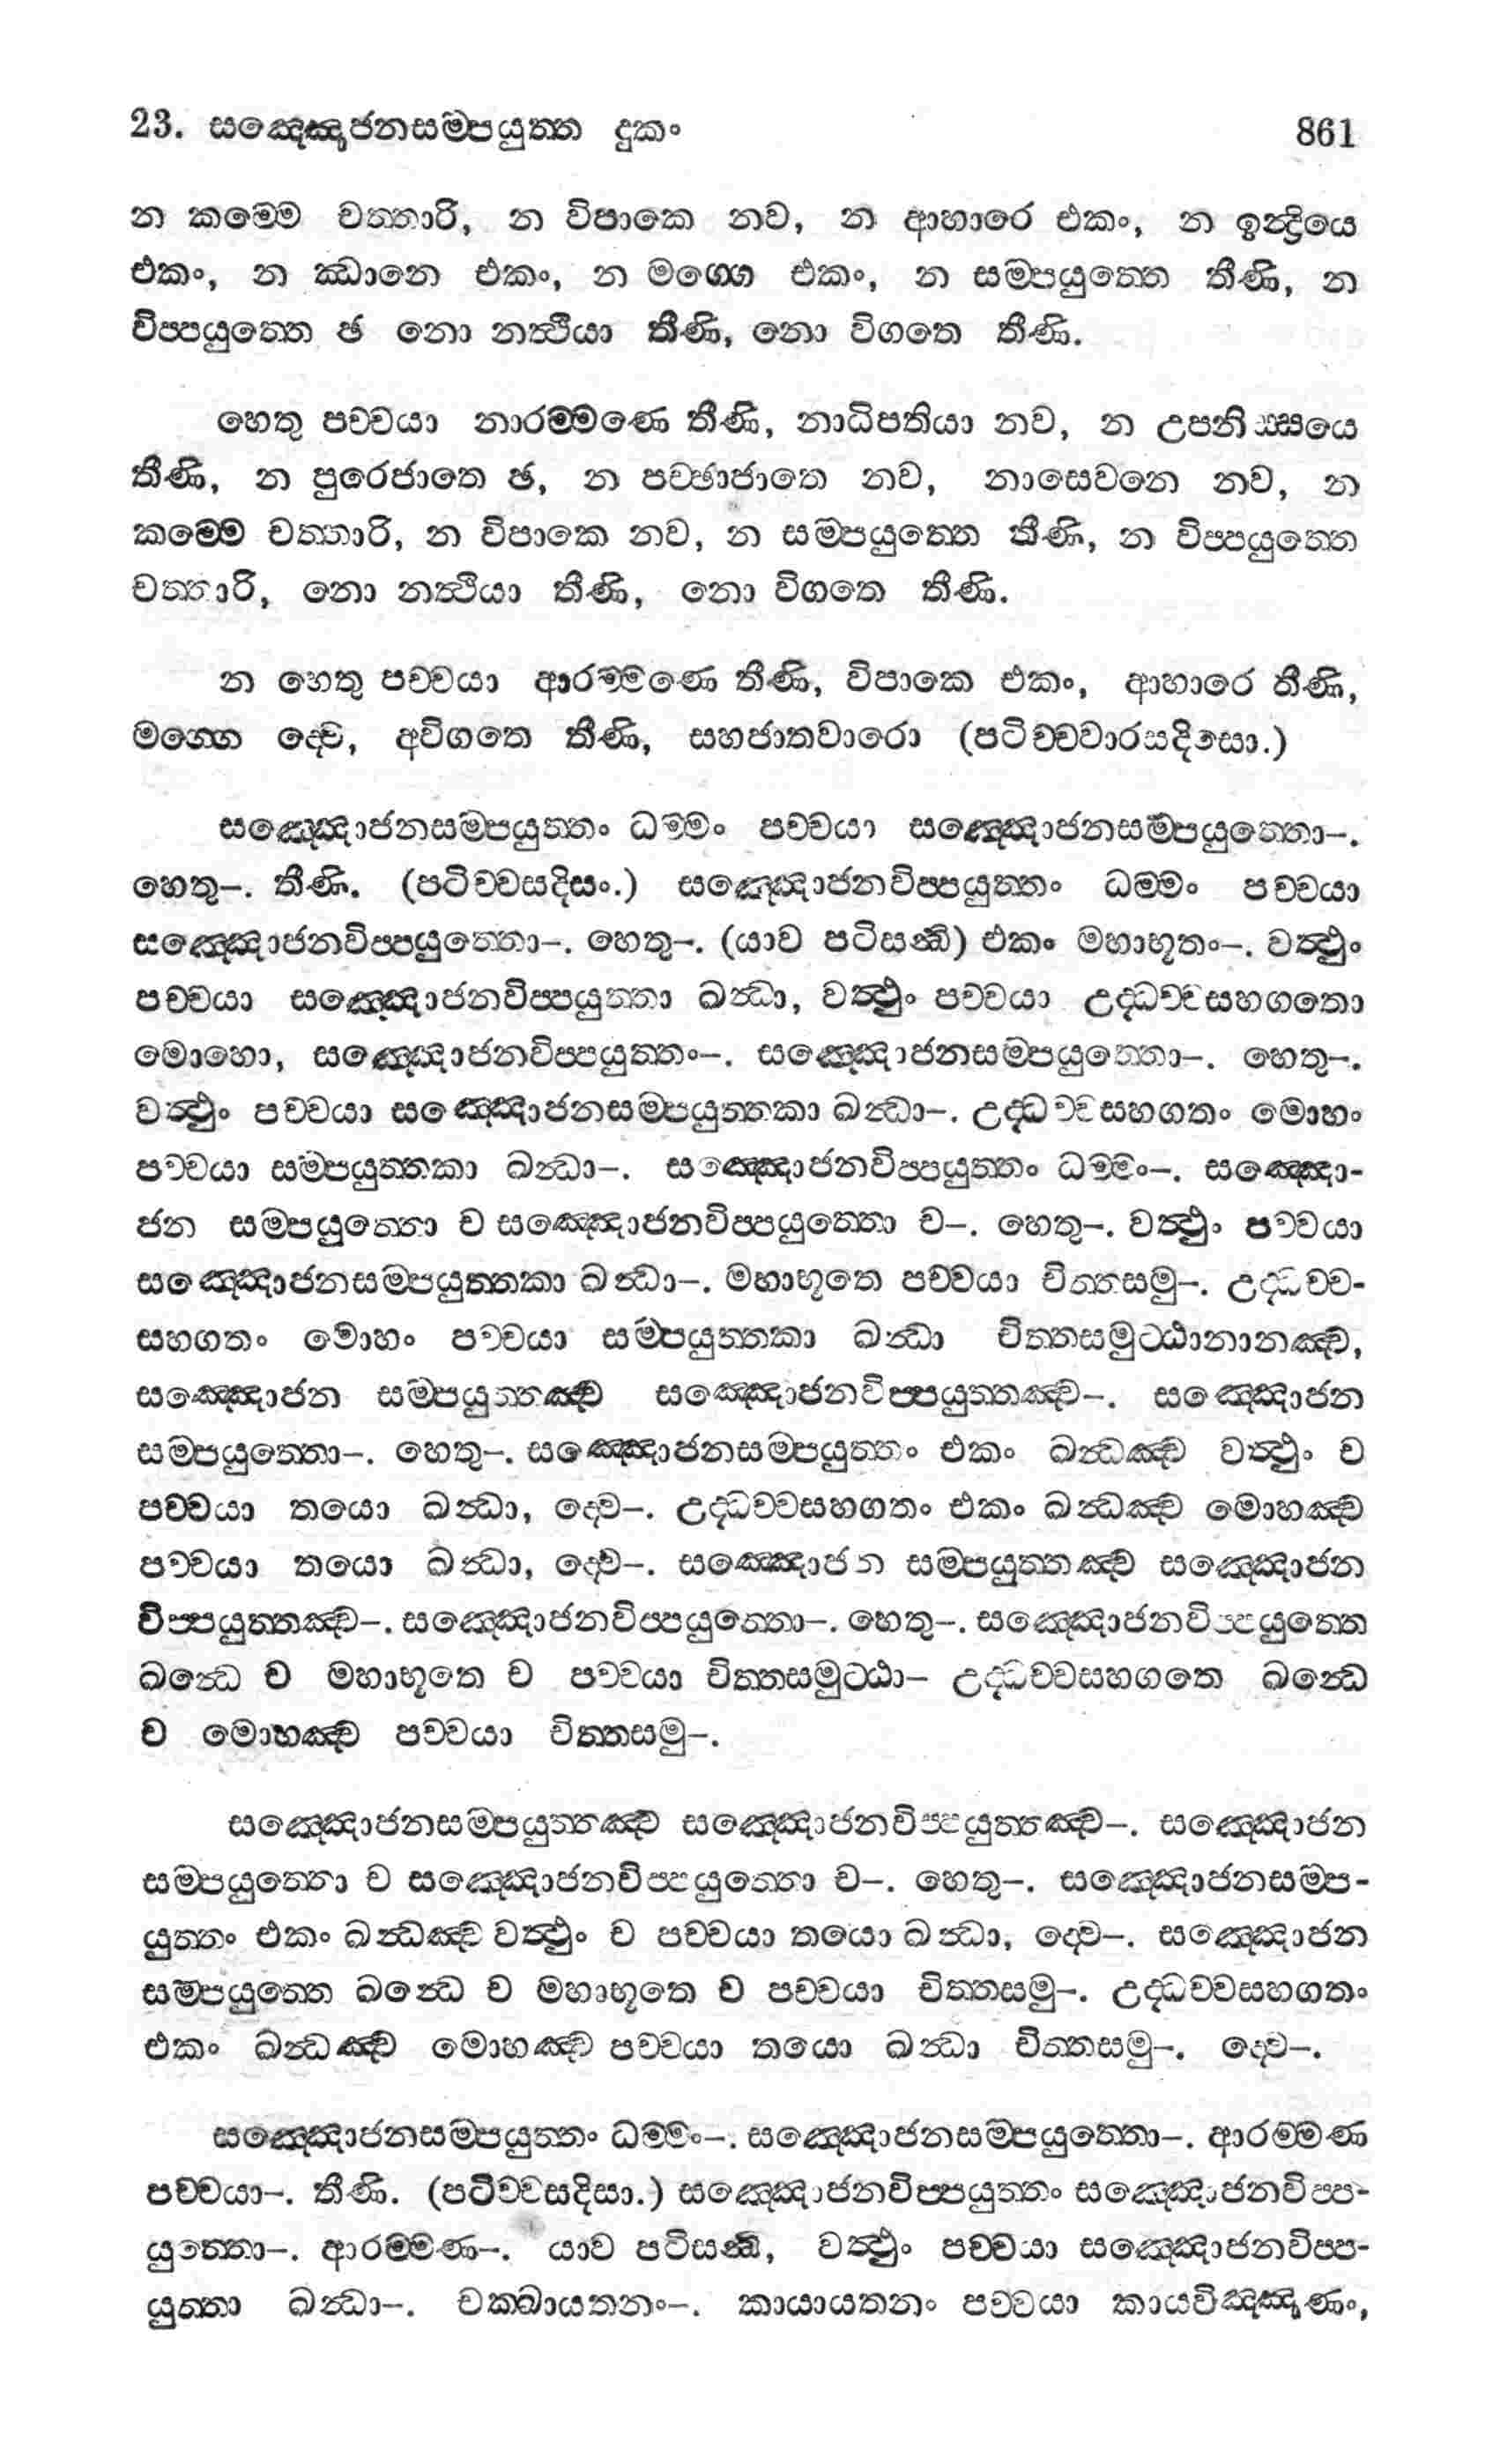 23. සඤ්ඤෙජනසම්පයුත්ත දුකං 861
න කම්මෙ චත්තාරි, න විපාකෙ නව, න ආහාරෙ එකං, න ඉන්ද්‍රියෙ
එකං, න ඣානෙ එකං, න මග්ගෙ එකං, න සම්පයුත්තෙ තීණි, න
විප්පයුත්තෙ ඡ නො නත්ථියා තීණි, නො විගතෙ තීණි.
හෙතු පච්චයා නාරම්මණෙ තීණි, නාධිපතියා නව, න උපනිස්සයෙ
තීණි, න පුරෙජාතෙ ඡ, න පච්ඡාජාතෙ නව, නාසෙවනෙ නව, න
කම්මෙ චත්තාරි, න විපාකෙ නව, න සම්පයුත්තෙ තීණි, න විප්පයුත්තෙ
චත්තාරි, නො නත්ථියා තීණි, නො විගතෙ තීණි.
න හෙතු පච්චයා ආරම්මණෙ තීණි, විපාකෙ එකං, ආහාරෙ තීණි,
මග්ගෙ ද්වෙ, අවිගතෙ තීණි, සහජාතවාරො (පටිච්චවාරසදිසො.)
සඤ්ඤොජනසම්පයුත්තං ධම්මං පච්චයා සඤ්ඤොජනසම්පයුත්තො-.
හෙතු-. තීණි. (පටිච්චසදිසං.) සඤ්ඤොජනවිප්පයුත්තං ධම්මං පච්චයා
සඤ්ඤොජනවිප්පයුත්තො-. හෙතු-. (යාව පටිසන්ධි) එකං මහාභූතං-. වත්ථුං
පච්චයා සඤ්ඤොජනවිප්පයුත්තා ඛන්ධා, වත්ථුං පච්චයා උද්ධච්චසහගතො
මොහො, සඤ්ඤොජනවිප්පයුත්තං-. සඤ්ඤොජනසම්පයුත්තො-. හෙතු-.
වත්ථුං පච්චයා සඤ්ඤොජනසම්පයුත්තකා ඛන්ධා-. උද්ධච්චසහගතං මොහං
පච්චයා සම්පයුත්තකා ඛන්ධා-. සඤ්ඤොජනවිප්පයුත්තං ධම්මං-. සඤ්ඤො-
ජන සම්පයුත්තො ච සඤ්ඤොජනවිප්පයුත්තො ච-. හෙතු-. වත්ථුං පච්චයා
සඤ්ඤොජනසම්පයුත්තකා ඛන්ධා-. මහාභූතෙ පච්චයා චිත්තසමු-. උද්ධච්ච-
සහගතං මොහං පච්චයා සම්පයුත්තකා ඛන්ධා චිත්තසමුට්ඨානානඤ්ච,
සඤ්ඤොජන සම්පයුත්තඤ්ච සඤ්ඤොජනවිප්පයුත්තඤ්ච-. සඤ්ඤොජන
සම්පයුත්තො-. හෙතු-. සඤ්ඤොජනසම්පයුත්තං එකං ඛන්ධඤ්ච වත්ථුං ච
පච්චයා තයො ඛන්ධා, ද්වෙ-. උද්ධච්චසහගතං එකං ඛන්ධඤ්ච මොහඤ්ච
පච්චයා තයො ඛන්ධා, ද්වෙ-. සඤ්ඤොජන සම්පයුත්තඤ්ච සඤ්ඤොජන
විප්පයුත්තඤ්ච-. සඤ්ඤොජනවිප්පයුත්තො-. හෙතු-. සඤ්ඤොජනවිප්පයුත්තෙ
ඛන්ධෙ ච මහාභූතෙ ච පච්චයා චිත්තසමුට්ඨා- උද්ධච්චසහගතෙ ඛන්ධෙ
ච මොහඤ්ච පච්චයා චිත්තසමු-.
සඤ්ඤොජනසම්පයුත්තඤ්ච සඤ්ඤොජනවිප්පයුත්තඤ්ච-. සඤ්ඤොජන
සම්පයුත්තො ච සඤ්ඤොජනවිප්පයුත්තො ච-. හෙතු-. සඤ්ඤොජනසම්ප-
යුත්තං එකං ඛන්ධඤ්ච වත්ථුං ච පච්චයා තයො ඛන්ධා, ද්වෙ-. සඤ්ඤොජන
සම්පයුත්තෙ ඛන්ධෙ ච මහාභූතෙ ච පච්චයා චිත්තසමු-. උද්ධච්චසහගතං
එකං ඛන්ධඤ්ච මොහඤ්ච පච්චයා තයො ඛන්ධා චිත්තසමු-. ද්වෙ-.
සඤ්ඤොජනසම්පයුත්තං ධම්මං-. සඤ්ඤොජනසම්පයුත්තො-. ආරම්මණ
පච්චයා-. තීණි. (පටිච්චසදිසා.) සඤ්ඤොජනවිප්පයුත්තං සඤ්ඤොජනවිප්ප-
යුත්තො-. ආරම්මණ-. යාව පටිසන්ධි, වත්ථුං පච්චයා සඤ්ඤොජනවිප්ප-
යුත්තා ඛන්ධා-. චක්ඛායතනං-. කායායතනං පච්චයා කායවිඤ්ඤාණං,